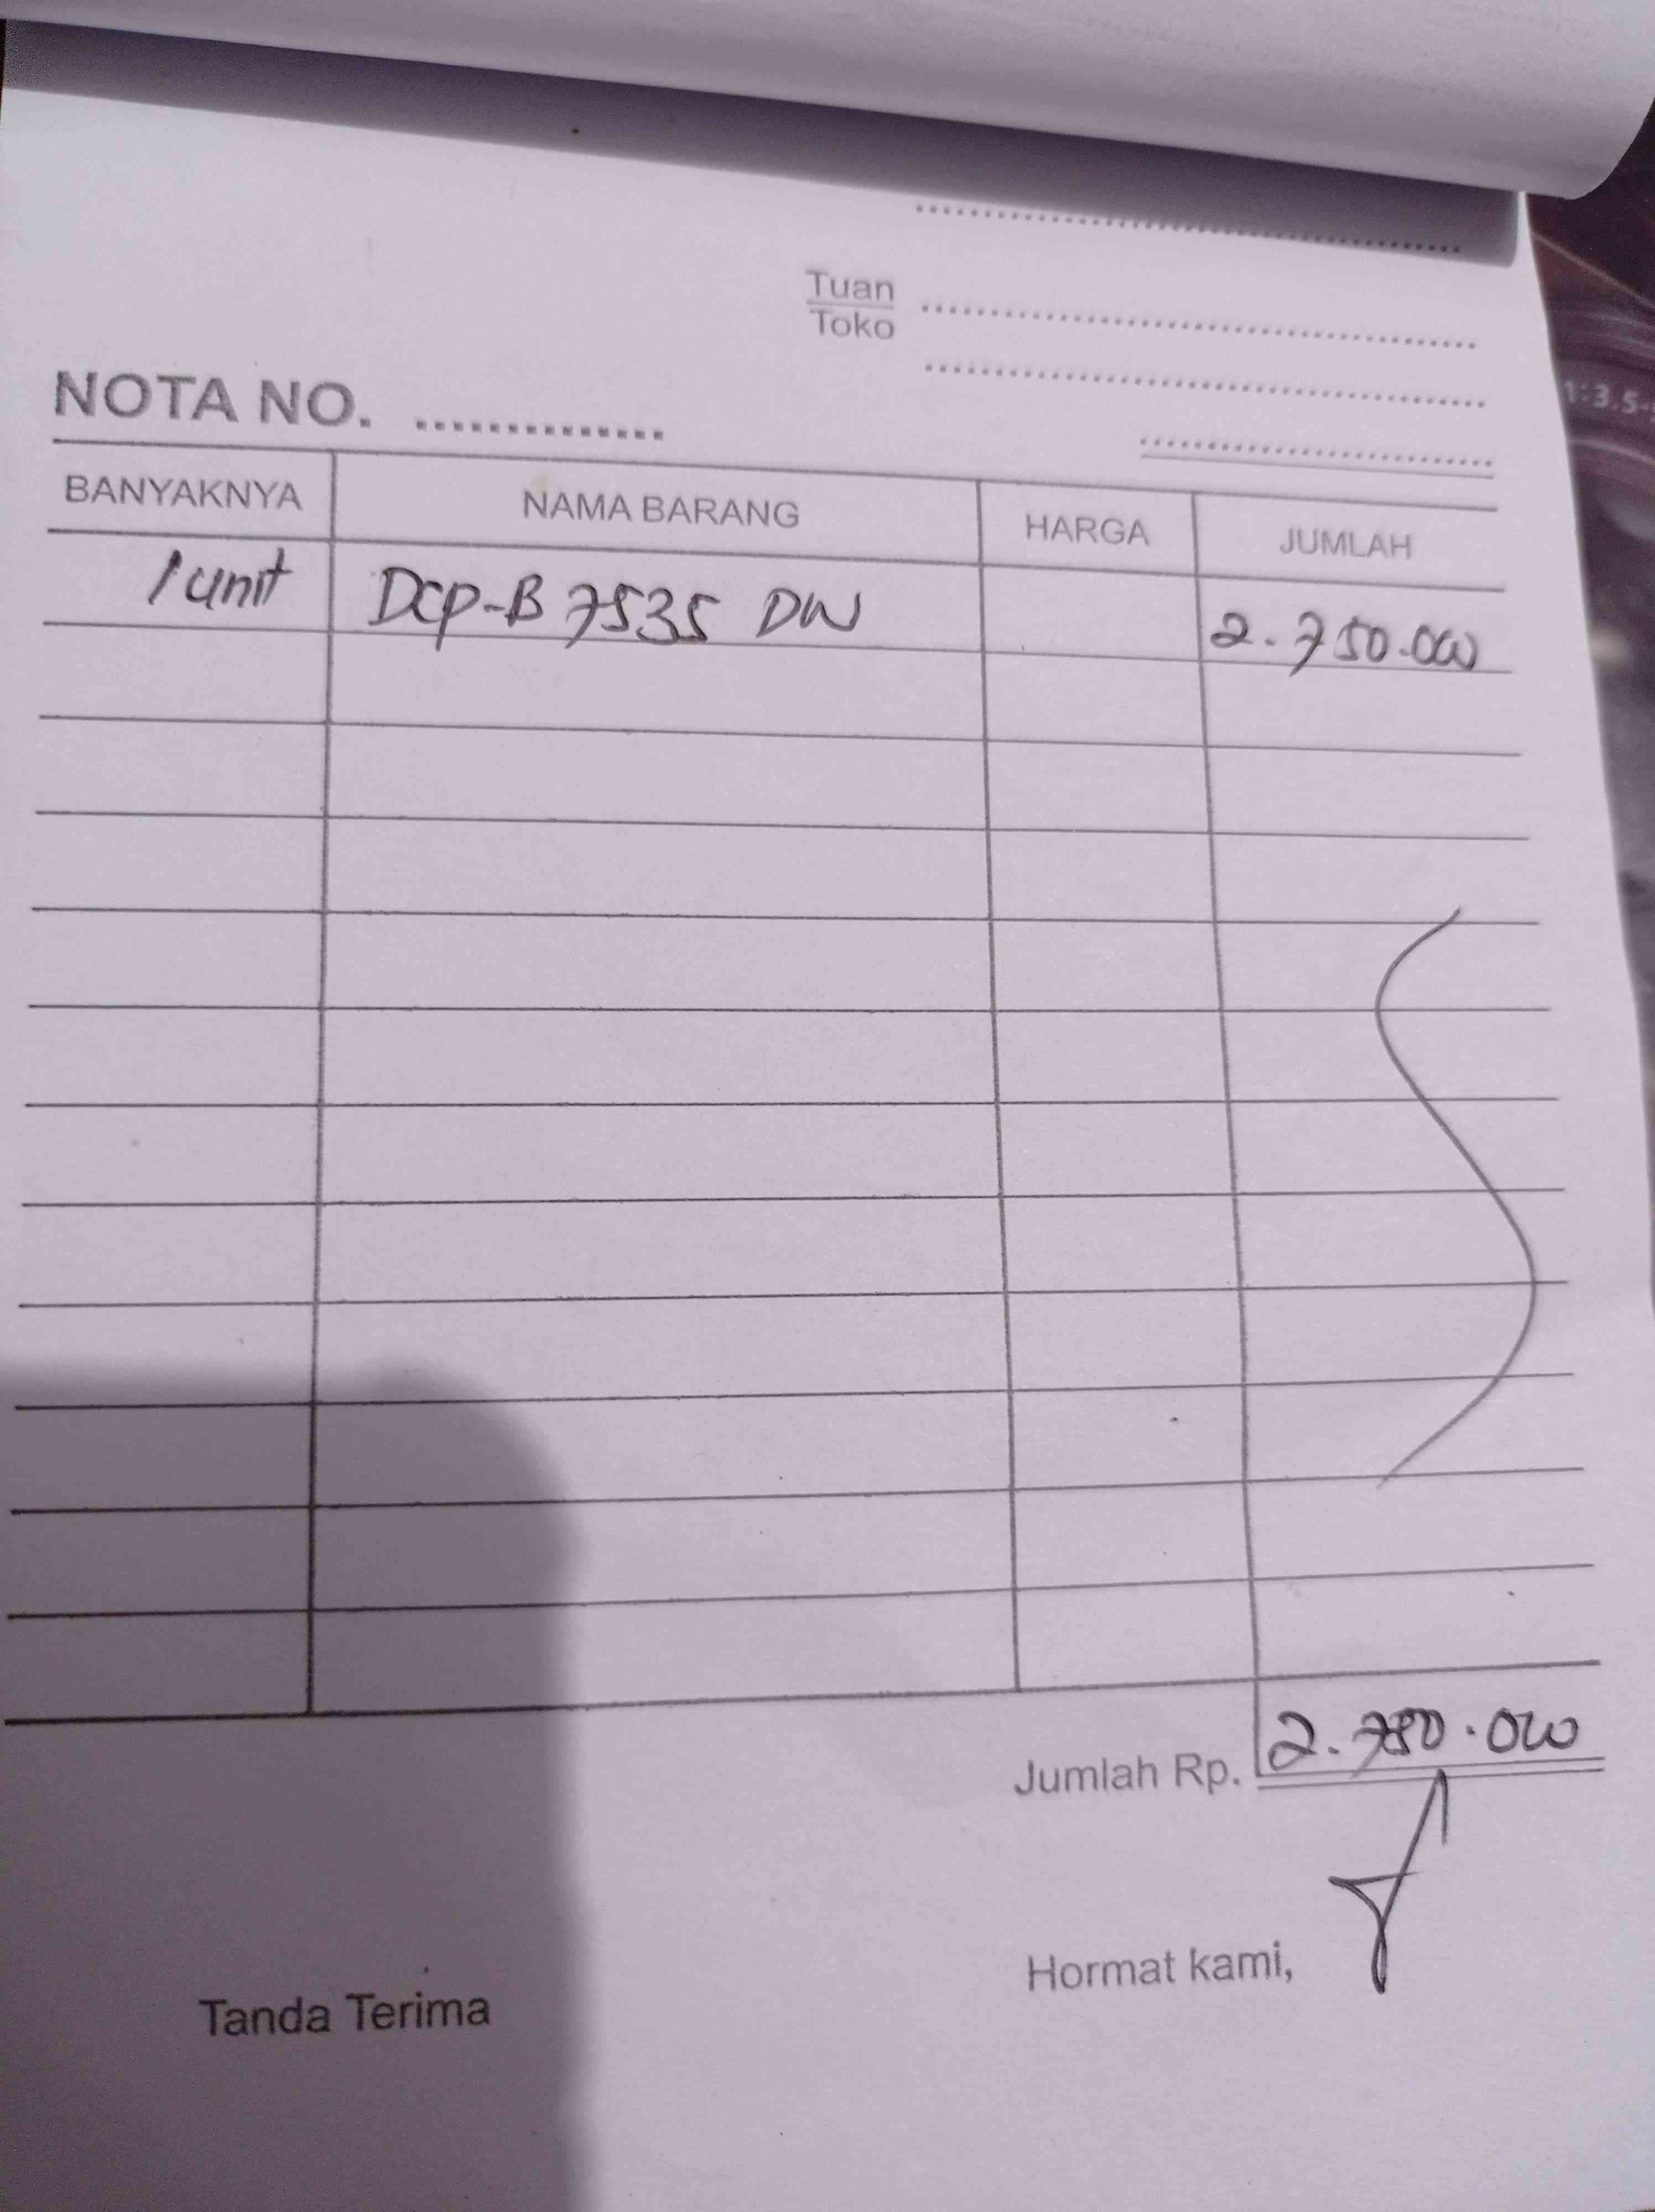 Tuan
Toko
NOTA NO.
BANYAKNYA NAMA BARANG HARGA JUMLAH
1 unit DCP-B 7535 DW 2.750.000
Jumlah Rp. 2.750.000
Tanda Terima Hormat kami,